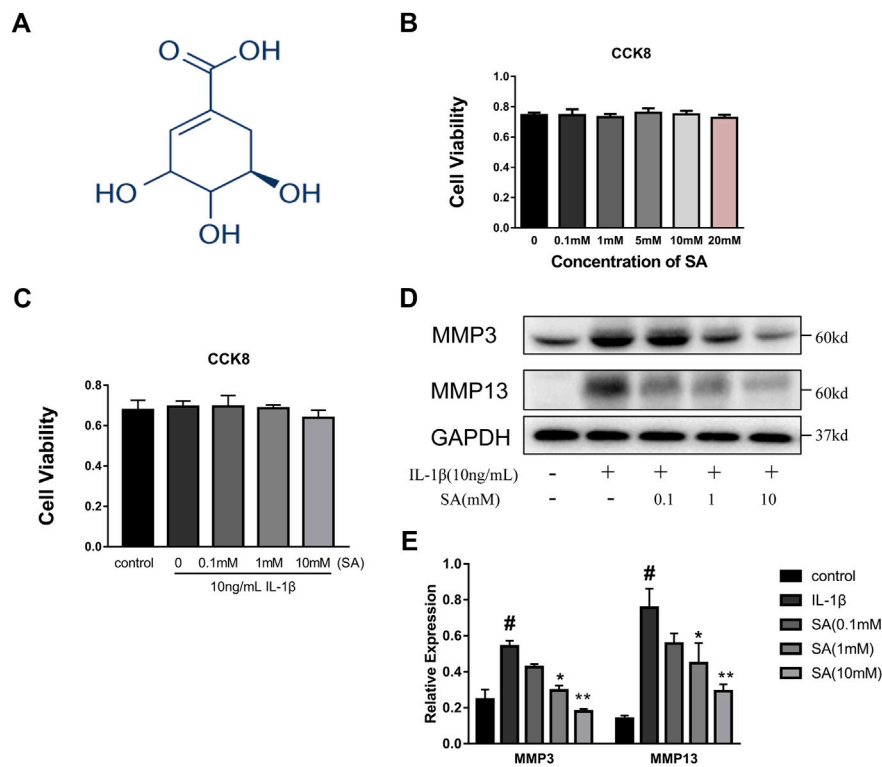 A
O
OH
HO
OH
OH
B
CCK8
Cell Viability
1.0
0.8
0.6
0.4
0.2
0.0
0 0.1mM 1mM 5mM 10mM 20mM
Concentration of SA
C
CCK8
Cell Viability
0.8
0.6
0.4
0.2
0.0
control 0 0.1mM 1mM 10mM (SA)
10ng/mL IL-1β
D
MMP3 60kd
MMP13 60kd
GAPDH 37kd
IL-1β(10ng/mL) - + + + +
SA(mM) - - 0.1 1 10
E
Relative Expression
1.0
0.8
0.6
0.4
0.2
0.0
# * **
# * **
MMP3 MMP13
control
IL-1β
SA(0.1mM
SA(1mM)
SA(10mM)